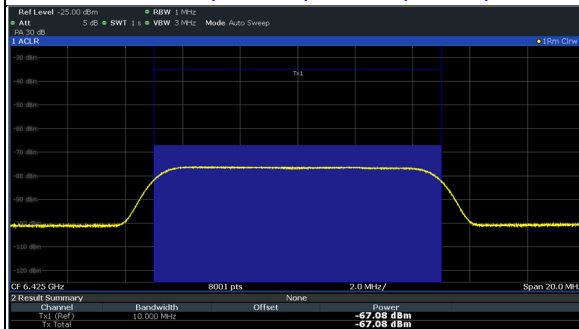 Ref Level -25.00 dBm ● RBW 1 MHz
● Att 5 dB ● SWT 1 s ● VBW 3 MHz Mode Auto Sweep
PA 30 dB
1 ACLR ●1Rm Clrw
-30 dBm
Tx1
-40 dBm
-50 dBm
-60 dBm
-70 dBm
-80 dBm
-90 dBm
-100 dBm
-110 dBm
CF 6.425 GHz 8001 pts 2.0 MHz/ Span 20.0 MH
2 Result Summary None
Channel Bandwidth Offset Power
Tx1 (Ref) 10.000 MHz -67.08 dBm
Tx Total -67.08 dBm